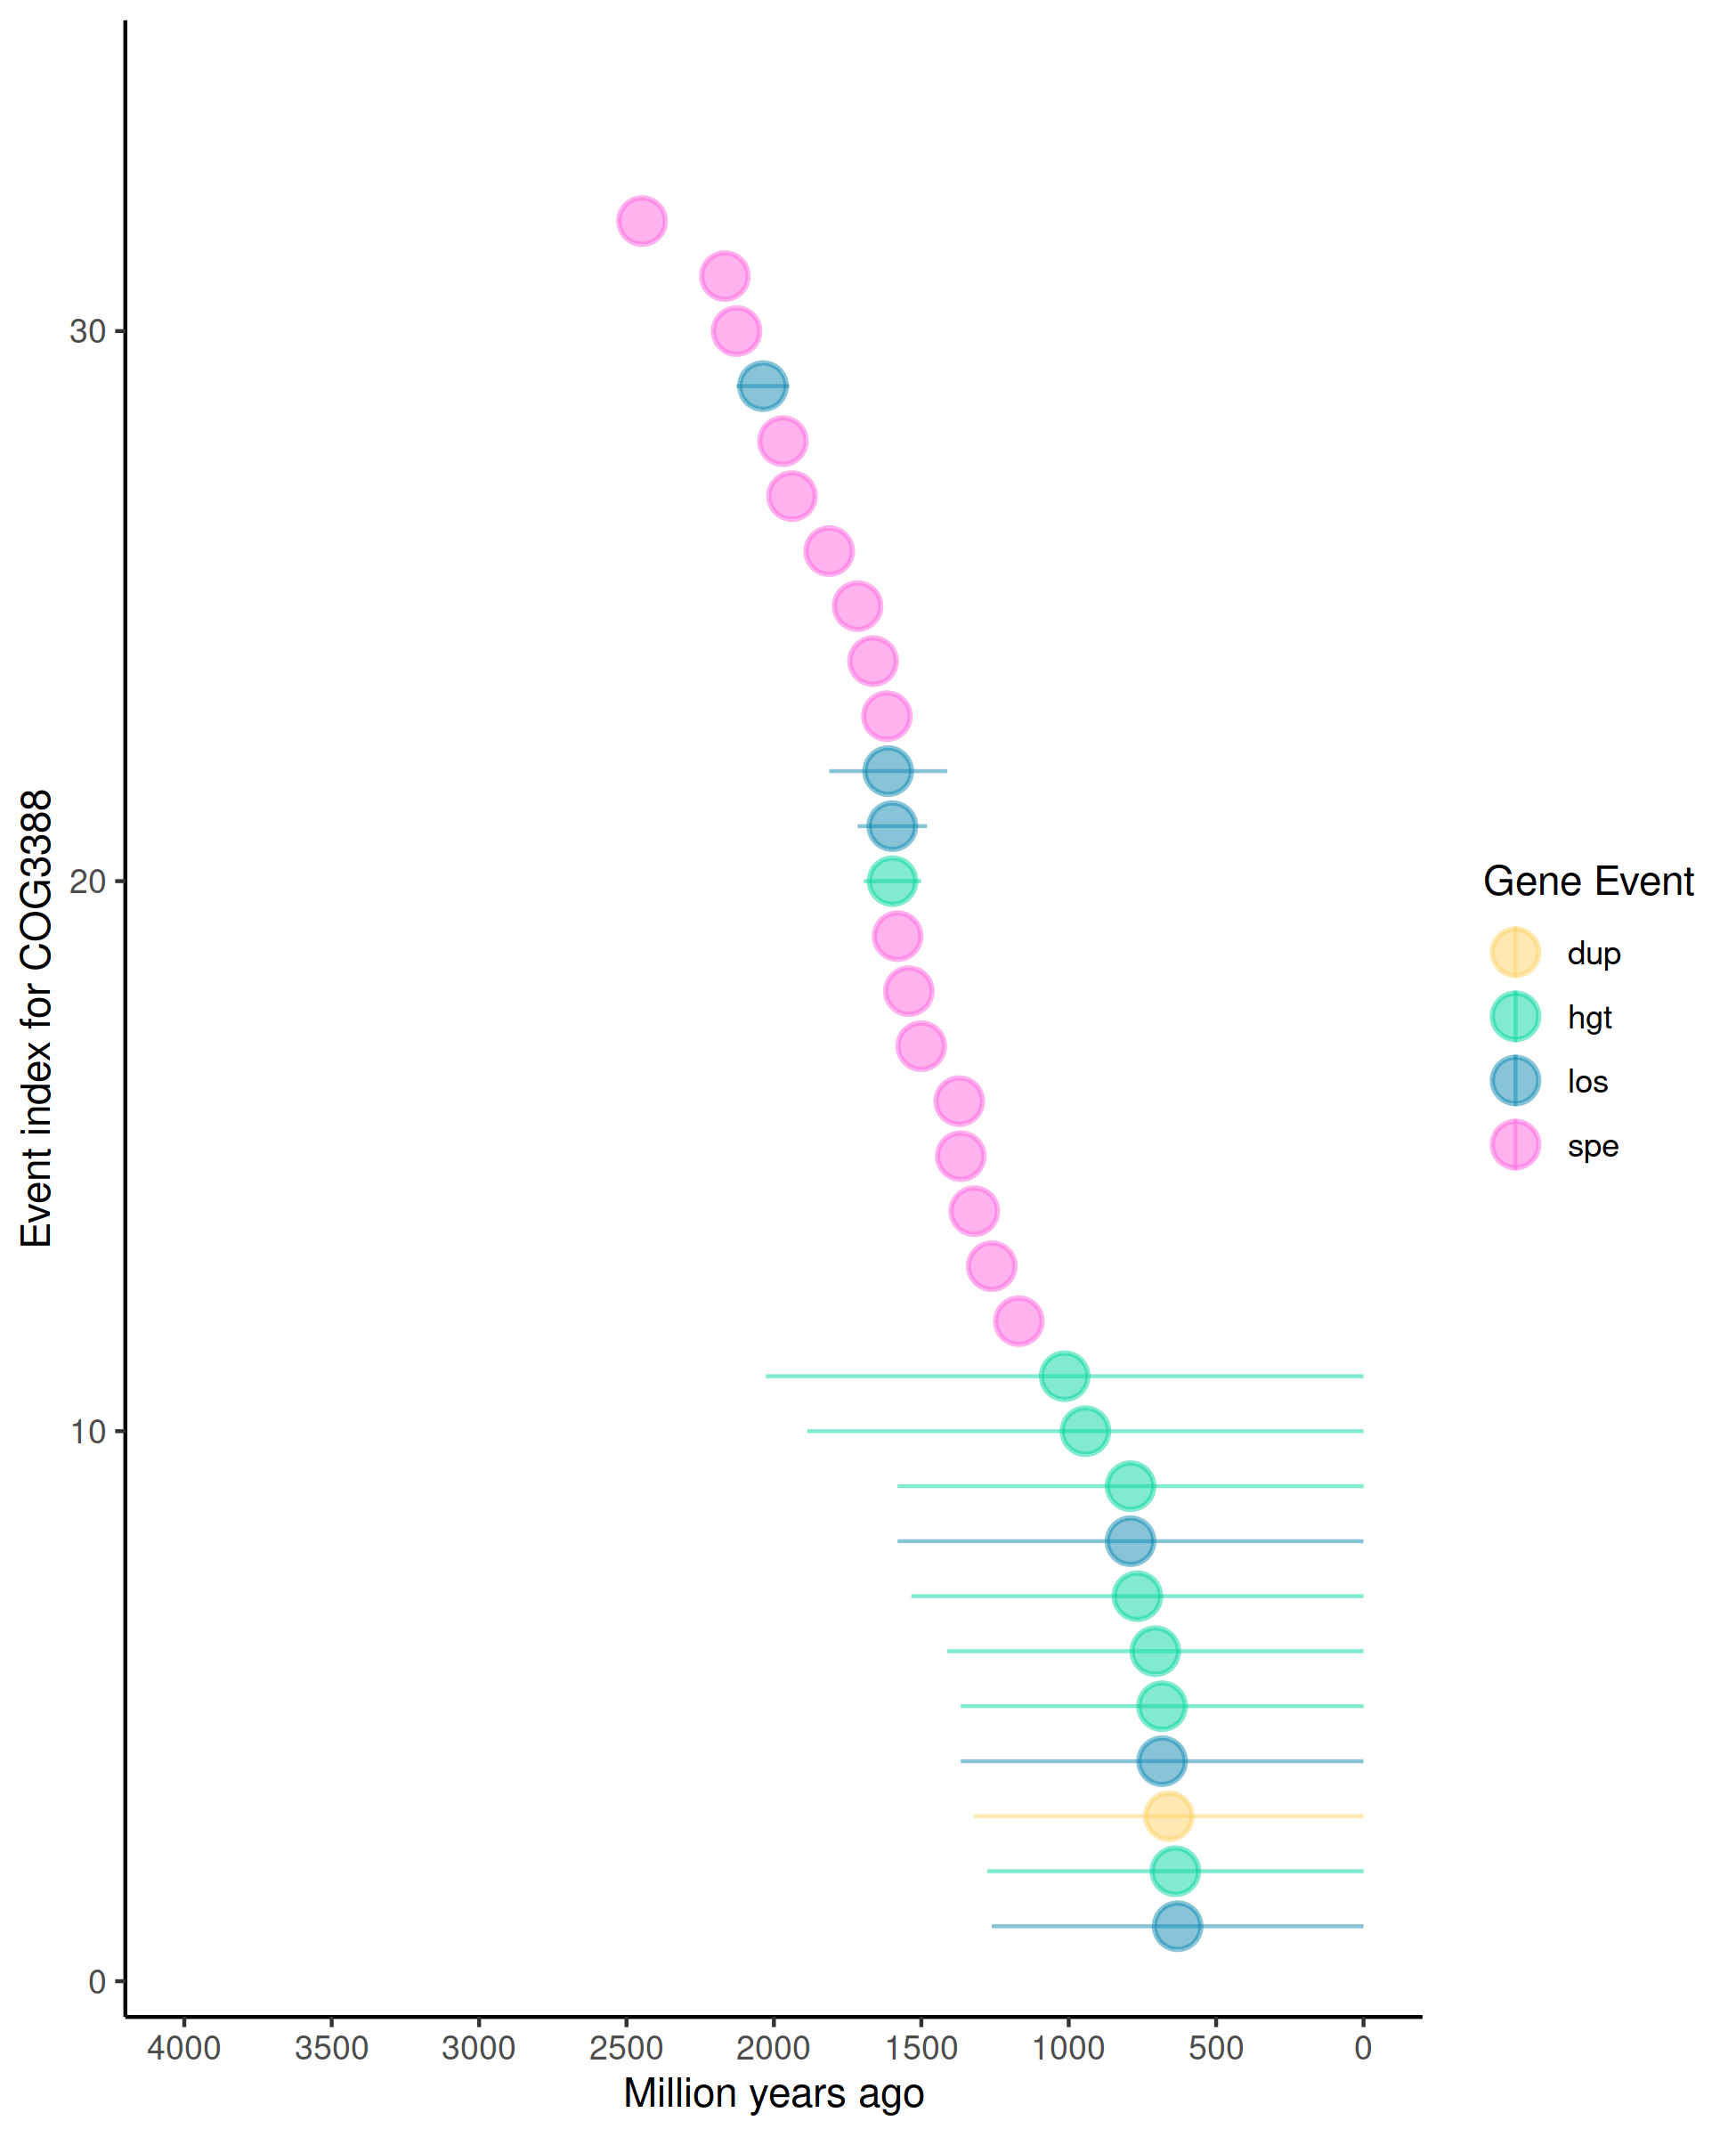 30
20
10
0
Event index for COG3388
4000 3500 3000 2500 2000 1500 1000 500 0
Million years ago
Gene Event
dup
hgt
los
spe